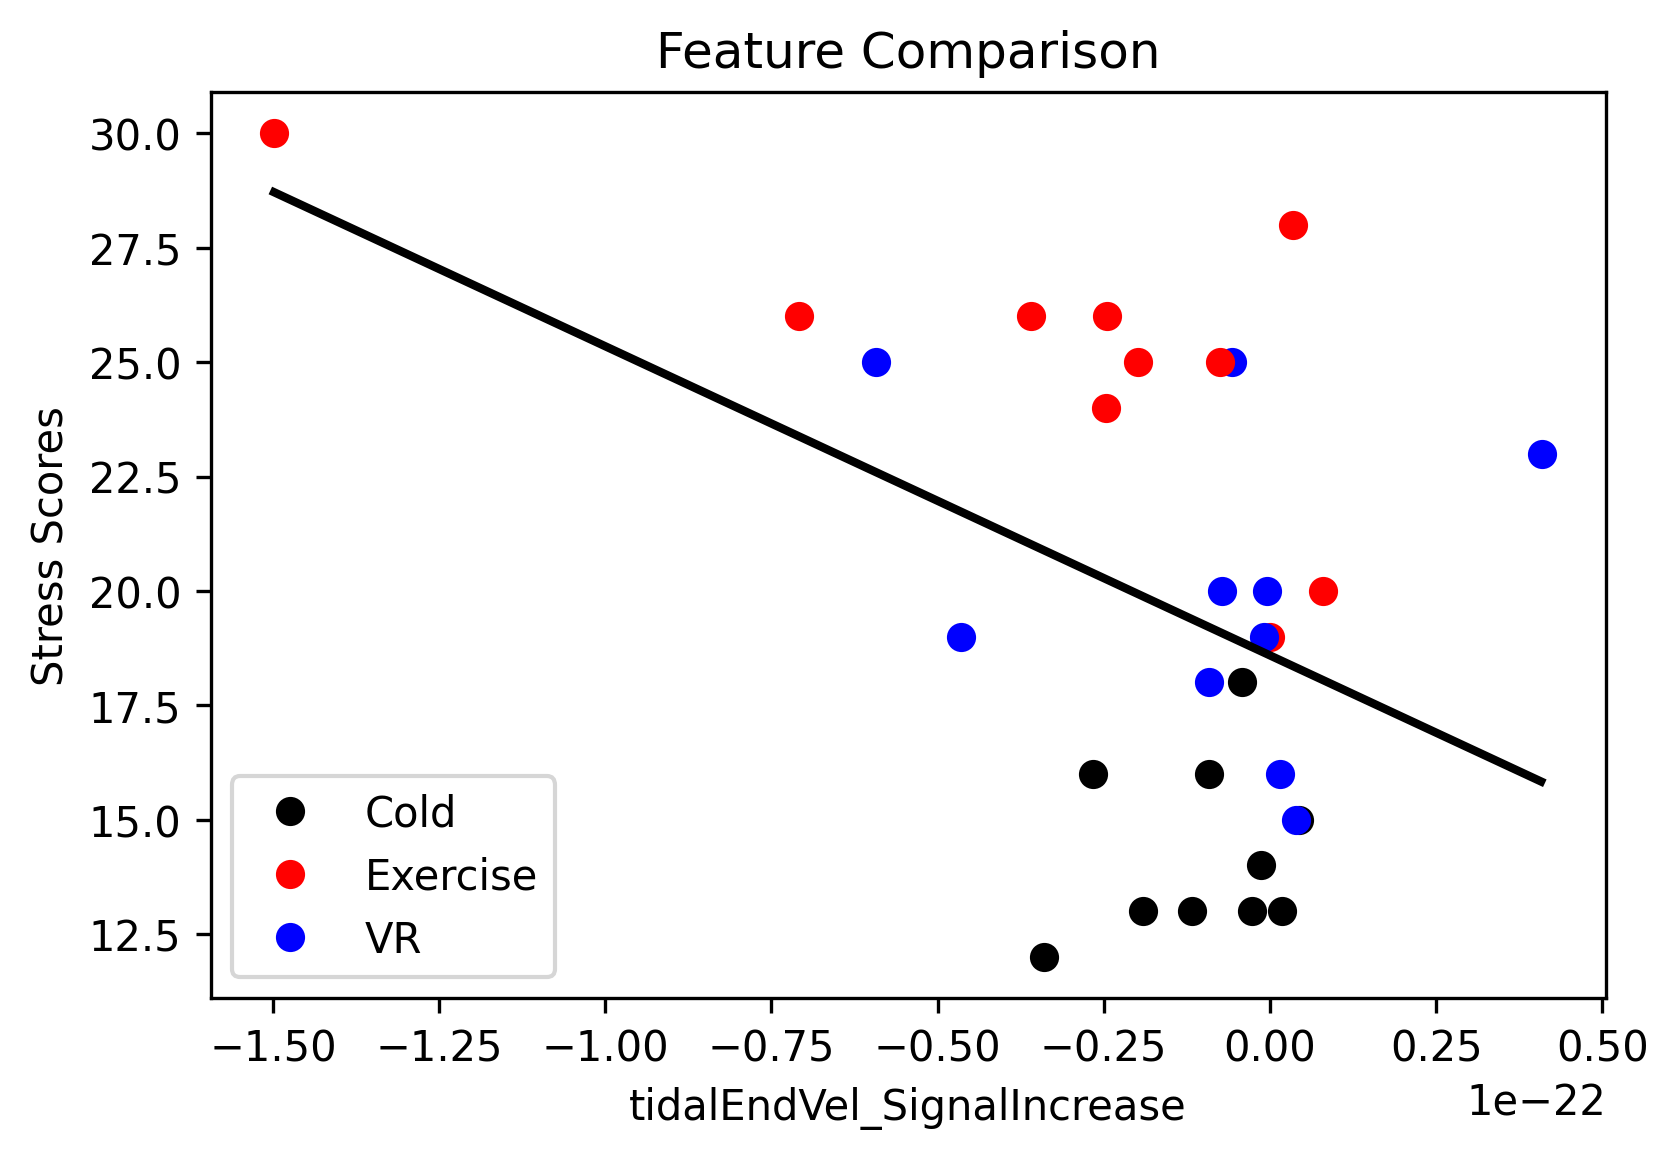 Feature Comparison
30.0
27.5
25.0
22.5
20.0
17.5
15.0
12.5
Stress Scores
Cold
Exercise
VR
−1.50 −1.25 −1.00 −0.75 −0.50 −0.25 0.00 0.25 0.50
1e−22
tidalEndVel_SignalIncrease